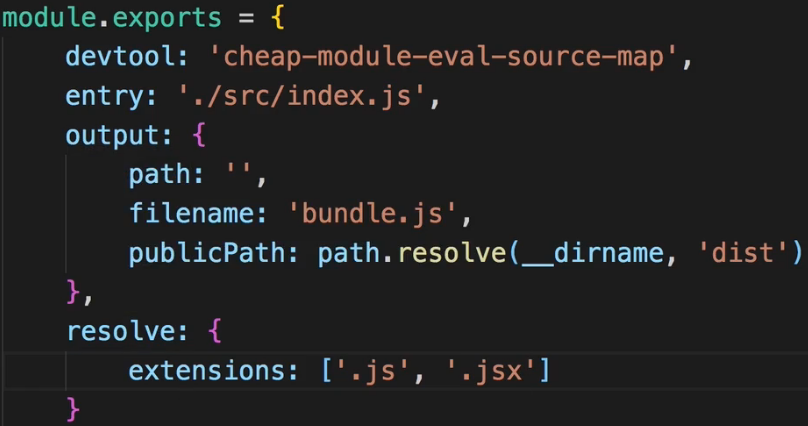 module.exports = {
    devtool: 'cheap-module-eval-source-map',
    entry: './src/index.js',
    output: {
        path: '',
        filename: 'bundle.js',
        publicPath: path.resolve(__dirname, 'dist')
    },
    resolve: {
        extensions: ['.js', '.jsx']
    }